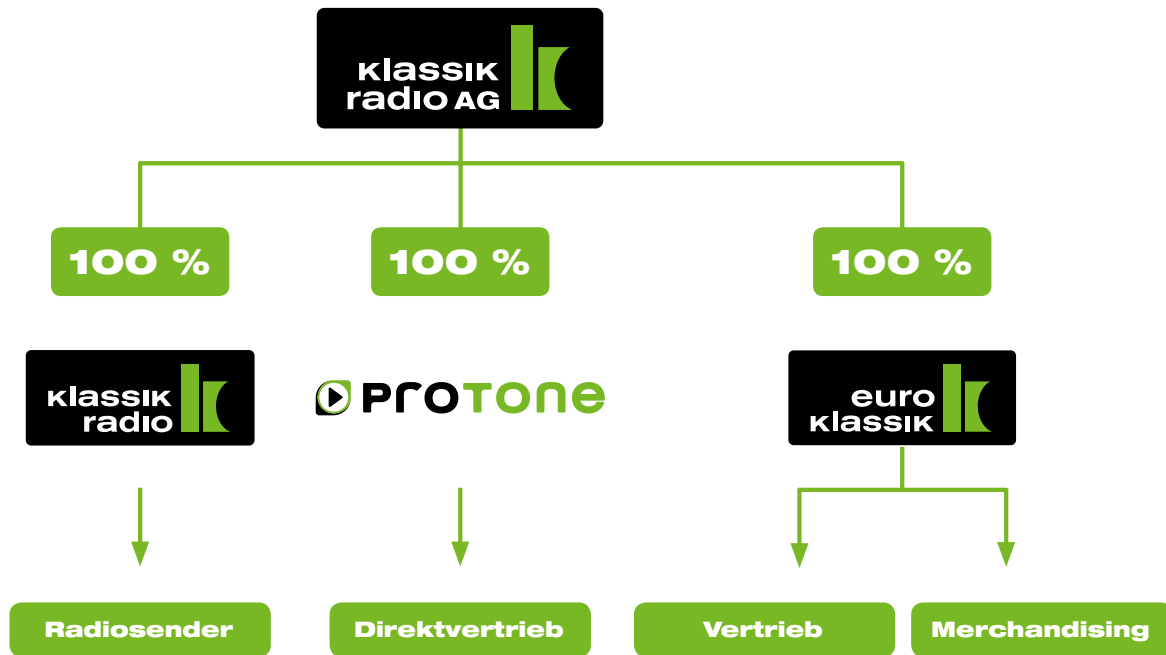 Klassik
radio AG
100 %
100 %
100 %
Klassik
radio
PROTONE
euro
Klassik
Radiosender
Direktvertrieb
Vertrieb
Merchandising